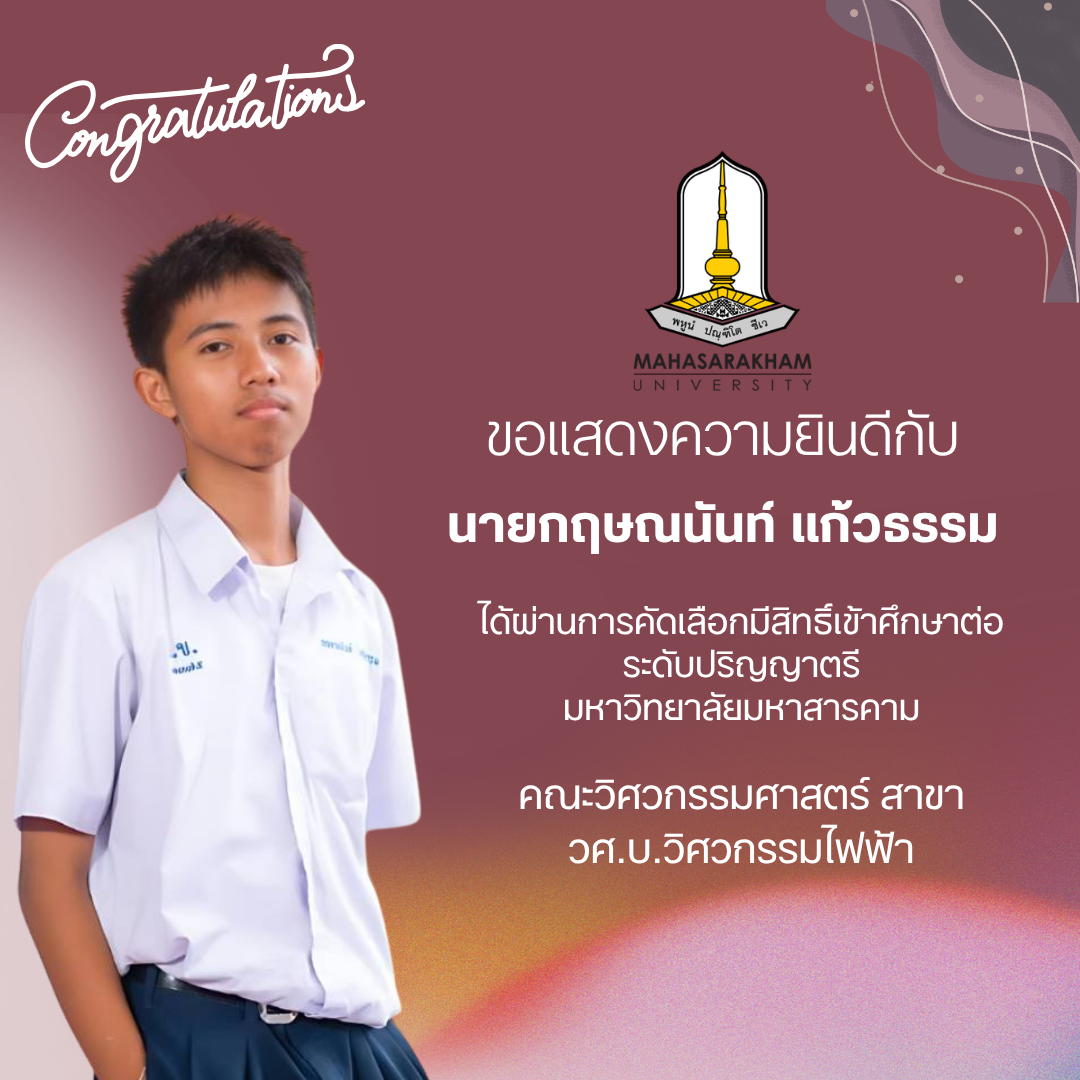 Congratulations
พหูนํ ปณฺฑิโต ชีเว
MAHASARAKHAM
UNIVERSITY
ขอแสดงความยินดีกับ
นายกฤษณนันท์ แก้วธรรม
ได้ผ่านการคัดเลือกมีสิทธิ์เข้าศึกษาต่อ
ระดับปริญญาตรี
มหาวิทยาลัยมหาสารคาม
คณะวิศวกรรมศาสตร์ สาขา
วศ.บ.วิศวกรรมไฟฟ้า